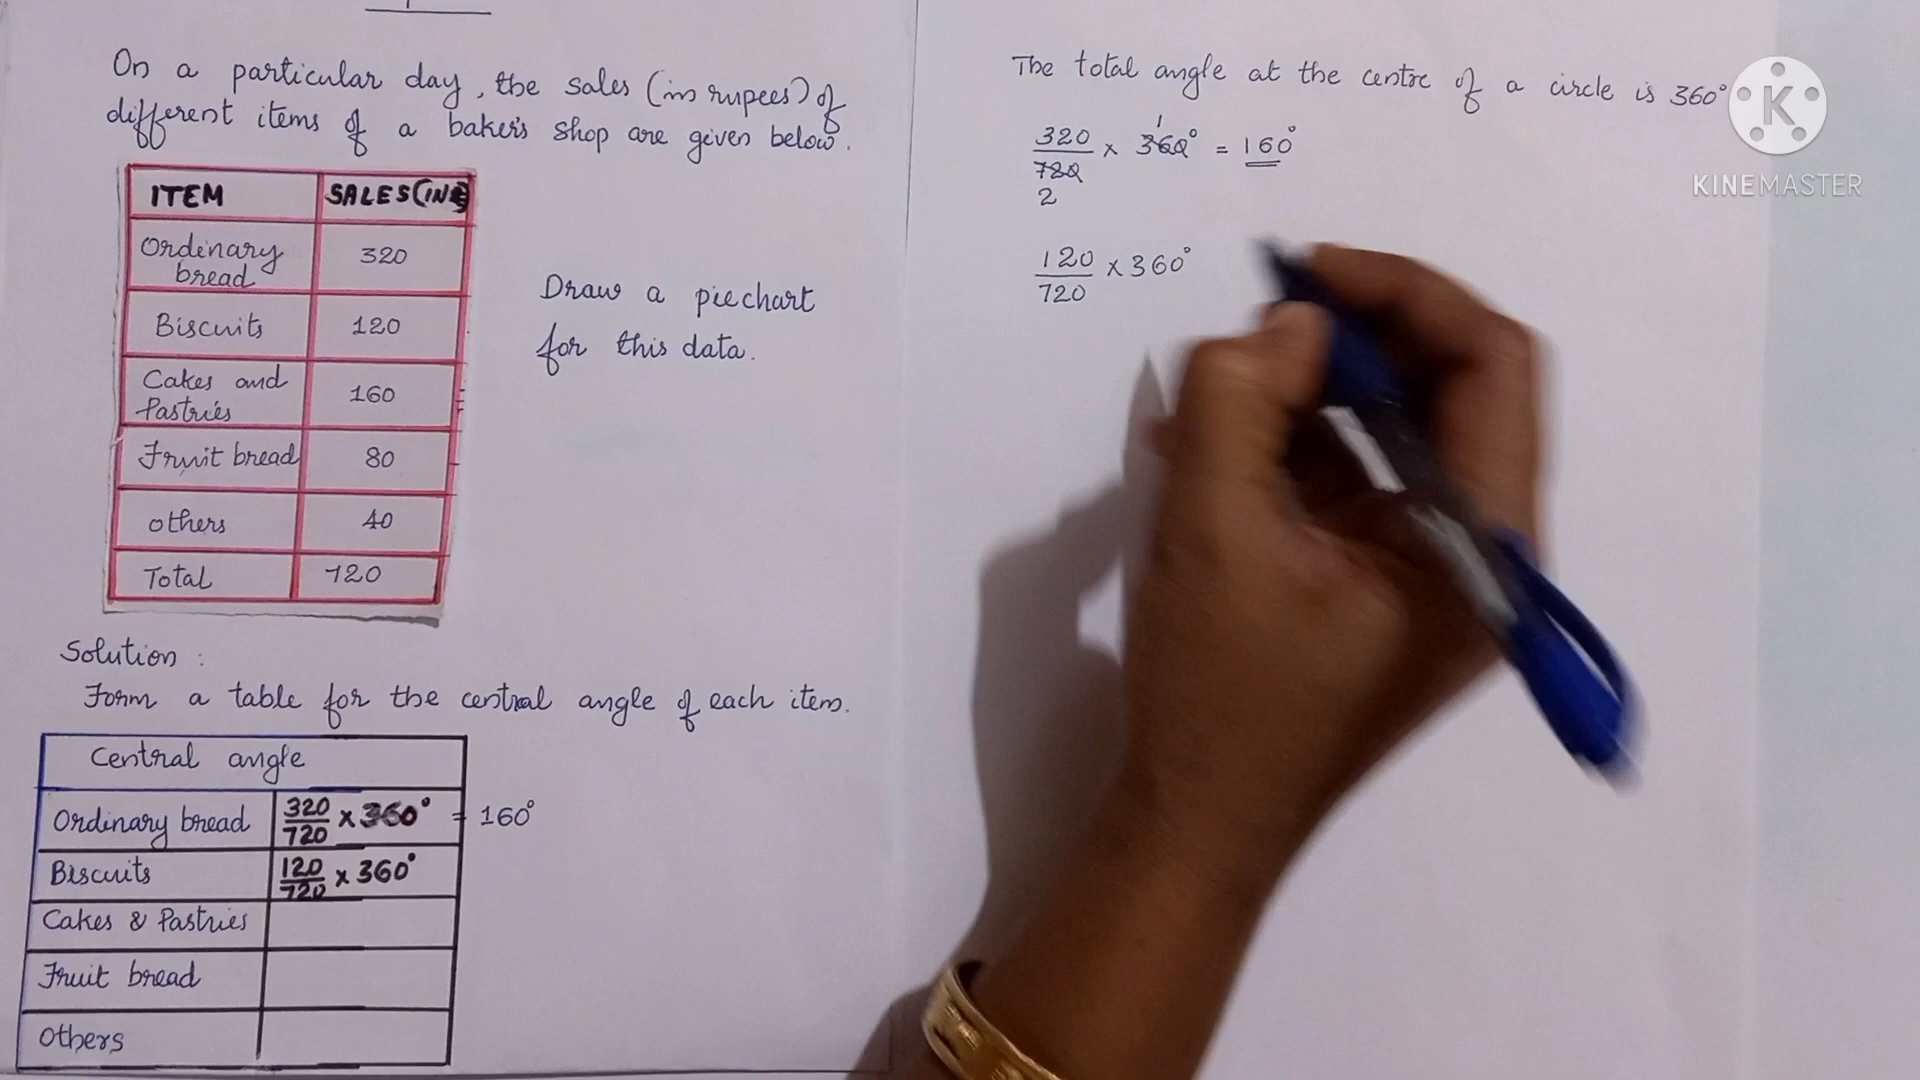 On a particular day, the sales (in rupees) of
different items of a baker's shop are given below.
ITEM SALES(IN
Ordinary bread 320
Biscuits 120
Cakes and Pastries 160
Fruit bread 80
others 40
Total 720
Draw a piechart
for this data.
Solution :
Form a table for the central angle of each item.
Central angle
Ordinary bread 320/720 x 360° = 160°
Biscuits 120/720 x 360°
Cakes & Pastries
Fruit bread
Others
The total angle at the centre of a circle is 360°
1
320/720 x 360° = 160°
2
120/720 x 360°
K
KINEMASTER